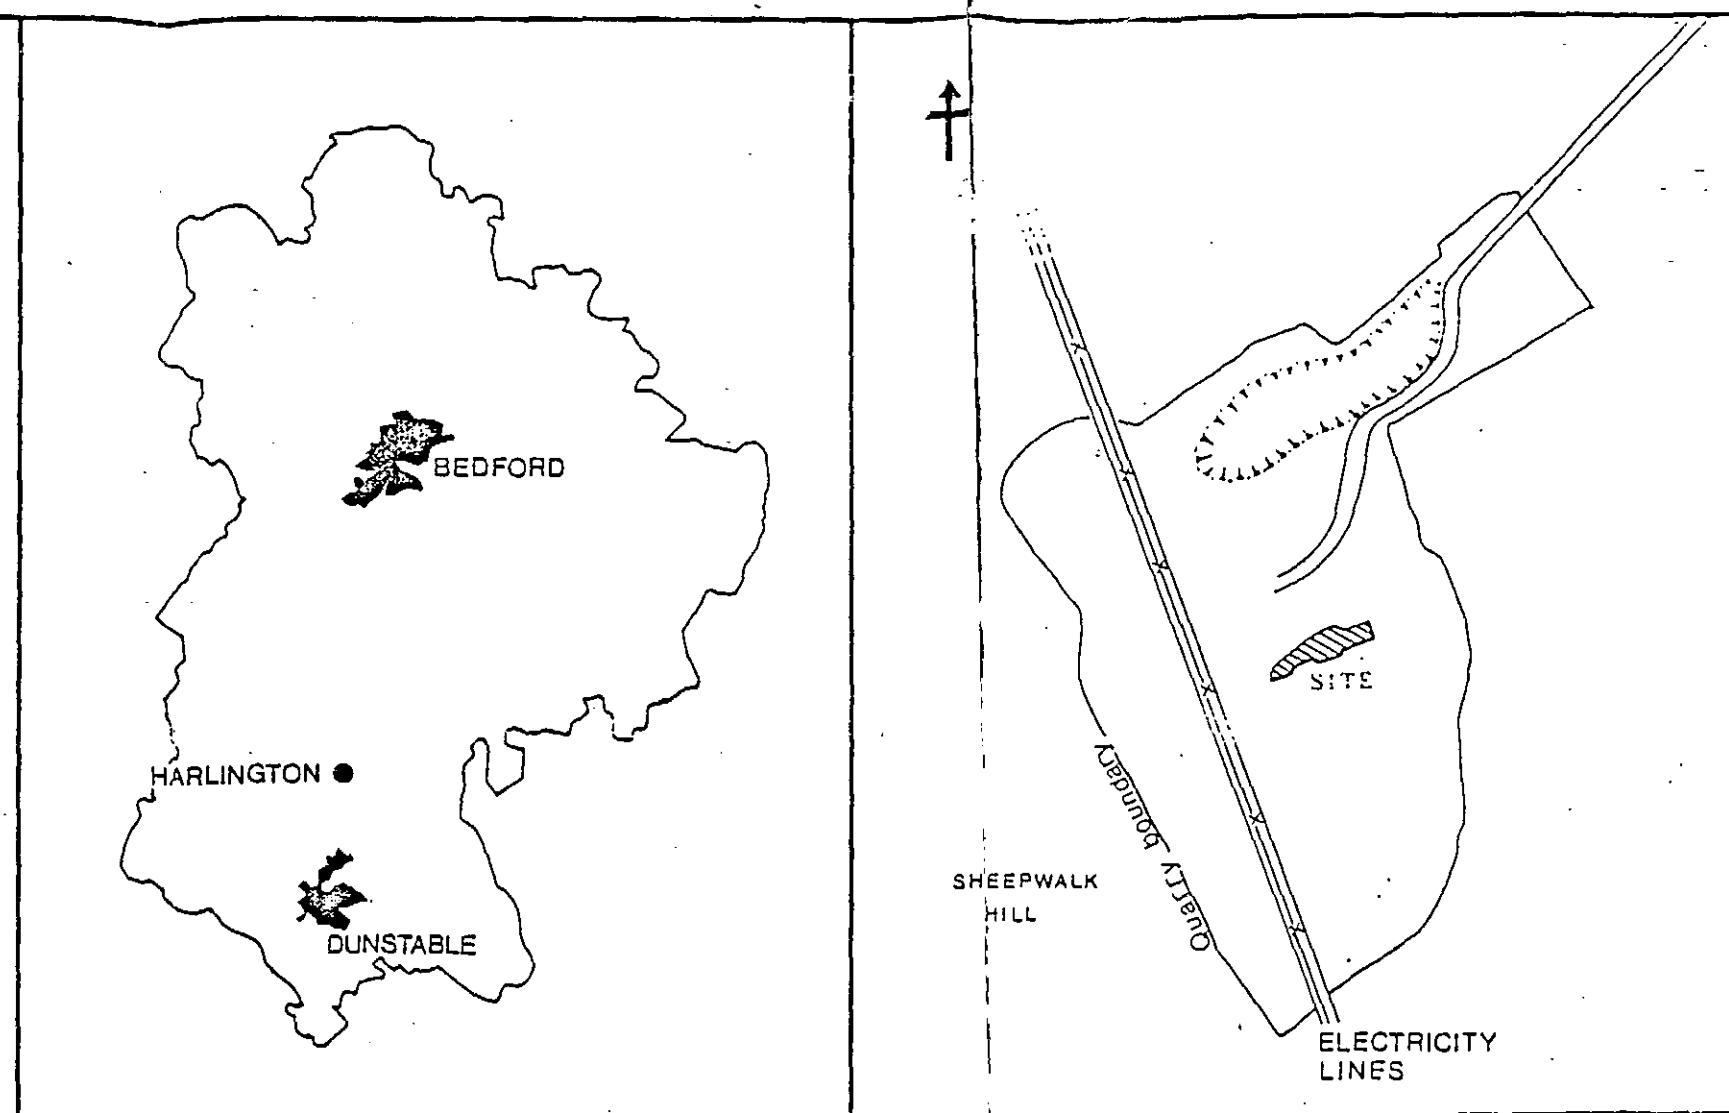 BEDFORD
HARLINGTON
DUNSTABLE
SITE
Quarry boundary
SHEEPWALK
HILL
ELECTRICITY
LINES